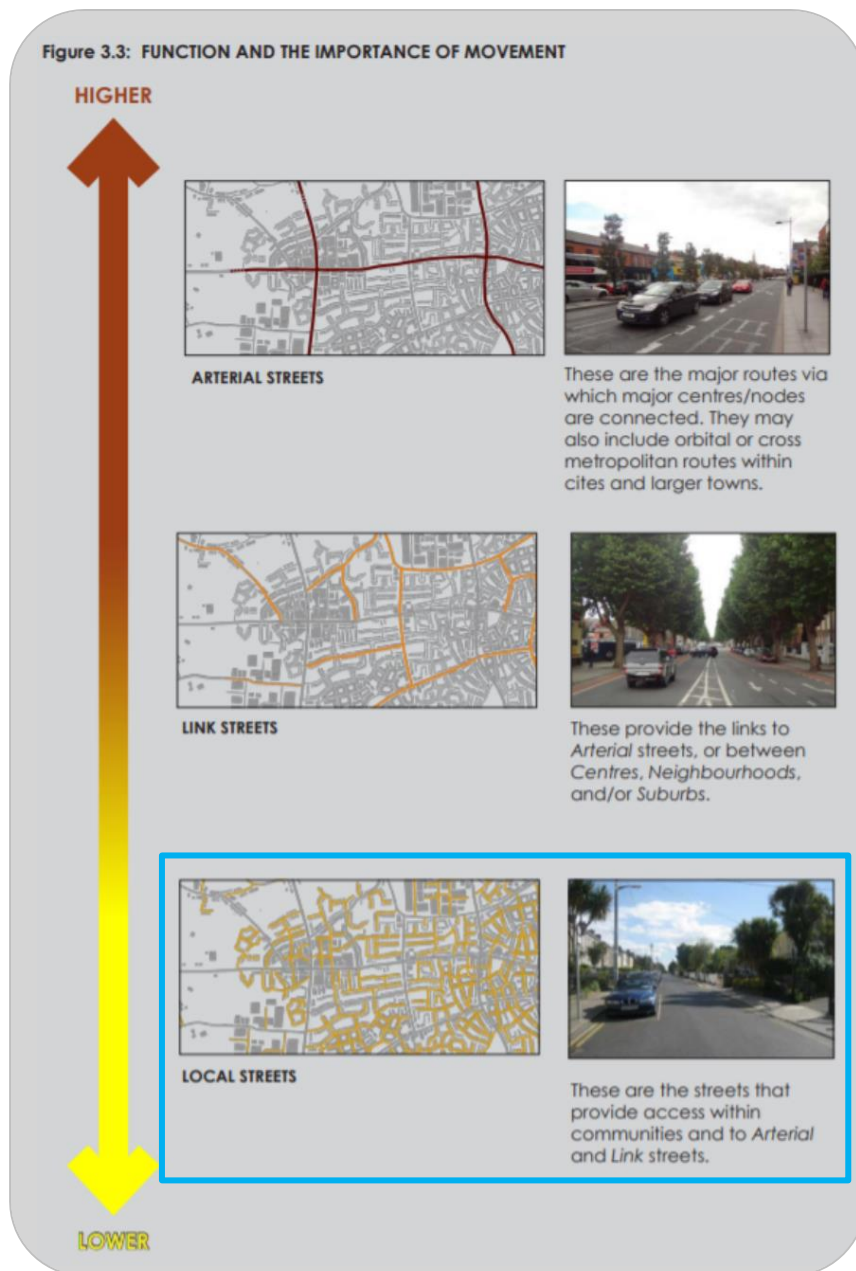 Figure 3.3: FUNCTION AND THE IMPORTANCE OF MOVEMENT
HIGHER
ARTERIAL STREETS
These are the major routes via
which major centres/nodes
are connected. They may
also include orbital or cross
metropolitan routes within
cites and larger towns.
LINK STREETS
These provide the links to
Arterial streets, or between
Centres, Neighbourhoods,
and/or Suburbs.
LOCAL STREETS
These are the streets that
provide access within
communities and to Arterial
and Link streets.
LOWER